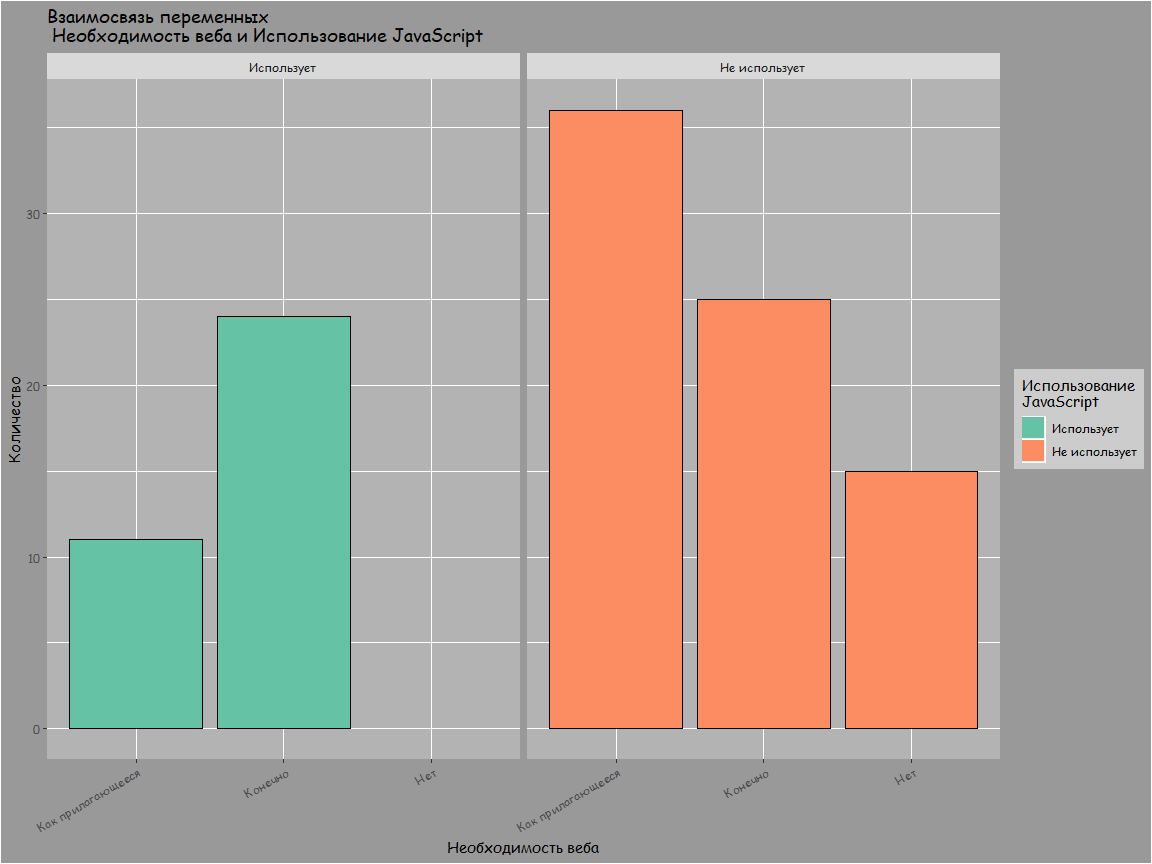 Взаимосвязь переменных
Необходимость веба и Использование JavaScript
Использует
Не использует
Количество
30
20
10
0
Как прилагающееся
Конечно
Нет
Как прилагающееся
Конечно
Нет
Необходимость веба
Использование
JavaScript
Использует
Не использует